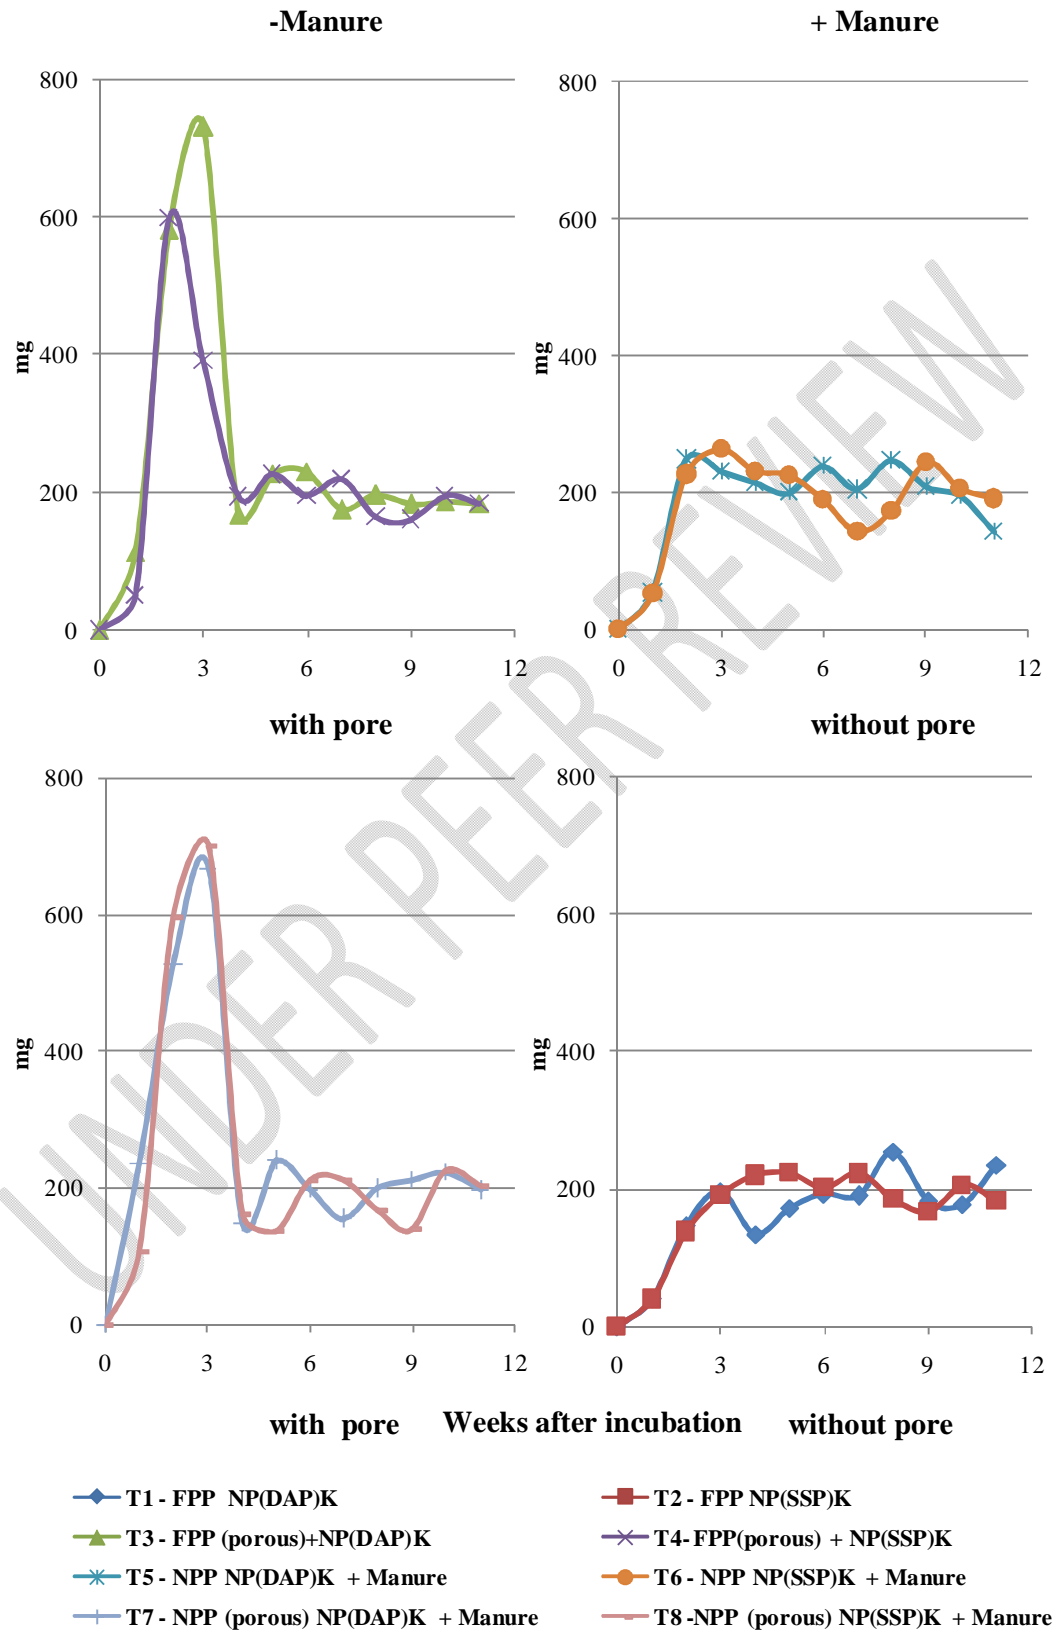 -Manure + Manure
800
600
400
200
0
mg
0 3 6 9 12
800
600
400
200
0
mg
0 3 6 9 12
with pore without pore
800
600
400
200
0
mg
0 3 6 9 12
800
600
400
200
0
mg
0 3 6 9 12
with pore Weeks after incubation without pore
T1 - FPP NP(DAP)K
T2 - FPP NP(SSP)K
T3 - FPP (porous)+NP(DAP)K
T4-FPP(porous) + NP(SSP)K
T5 - NPP NP(DAP)K + Manure
T6 - NPP NP(SSP)K + Manure
T7 - NPP (porous) NP(DAP)K + Manure
T8 -NPP (porous) NP(SSP)K + Manure
UNDER PEER REVIEW